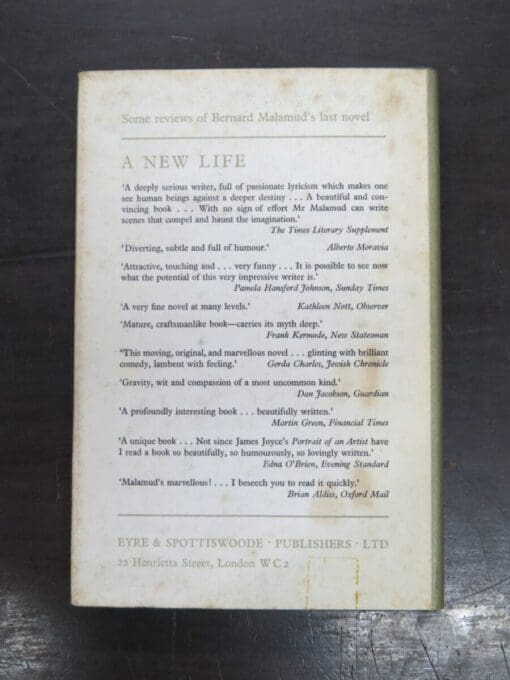 Some reviews of Bernard Malamud's last novel
A NEW LIFE
'A deeply serious writer, full of passionate lyricism which makes one
see human beings against a deeper destiny . . . A beautiful and con-
vincing book . . . With no sign of effort Mr Malamud can write
scenes that compel and haunt the imagination.'
The Times Literary Supplement
'Diverting, subtle and full of humour.' Alberto Moravia
'Attractive, touching and . . . very funny . . . It is possible to see now
what the potential of this very impressive writer is.'
Pamela Hansford Johnson, Sunday Times
'A very fine novel at many levels.' Kathleen Nott, Observer
'Mature, craftsmanlike book—carries its myth deep.'
Frank Kermode, New Statesman
"This moving, original, and marvellous novel . . . glinting with brilliant
comedy, lambent with feeling.' Gerda Charles, Jewish Chronicle
'Gravity, wit and compassion of a most uncommon kind.'
Dan Jacobson, Guardian
'A profoundly interesting book . . . beautifully written.'
Martin Green, Financial Times
'A unique book . . . Not since James Joyce's Portrait of an Artist have
I read a book so beautifully, so humourously, so lovingly written.'
Edna O'Brien, Evening Standard
'Malamud's marvellous! . . . I beseech you to read it quickly.'
Brian Aldiss, Oxford Mail
EYRE & SPOTTISWOODE · PUBLISHERS · LTD
22 Henrietta Street, London WC2